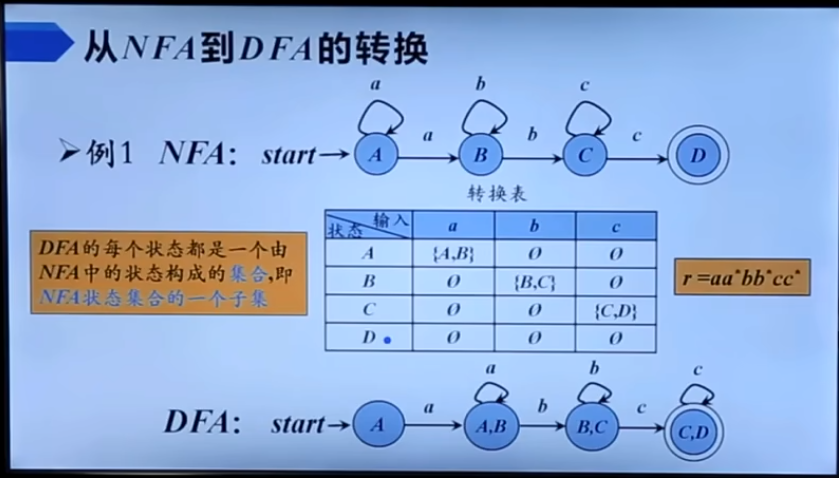 从NFA到DFA的转换
a b c
例1 NFA: start A a B b C c D
转换表
输入
状态 a b c
A {A,B} Ø Ø
B Ø {B,C} Ø
C Ø Ø {C,D}
D Ø Ø Ø
DFA的每个状态都是一个由
NFA中的状态构成的集合,即
NFA状态集合的一个子集
r =aa*bb*cc*
a b c
DFA: start A a A,B b B,C c C,D